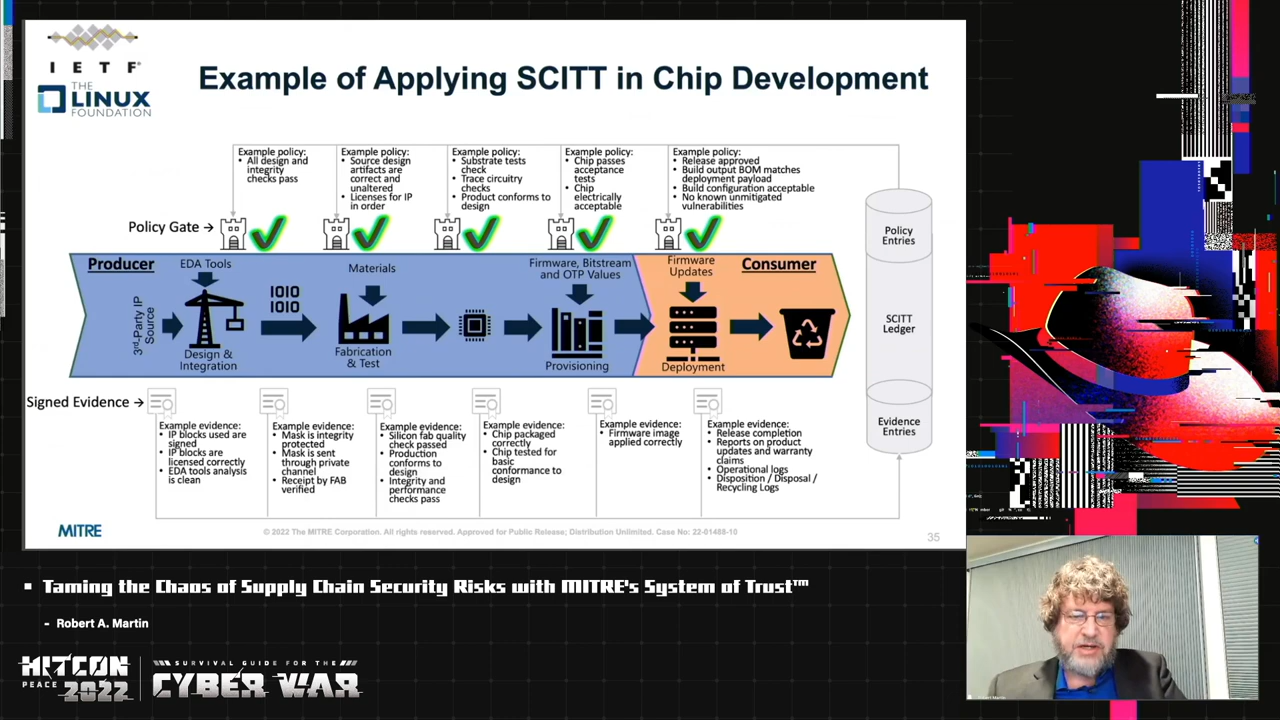 IETF®
THE
LINUX
FOUNDATION
Example of Applying SCITT in Chip Development
Example policy:
• All design and
integrity
checks pass
Example policy:
• Source design
artifacts are
correct and
unaltered
• Licenses for IP
in order
Example policy:
• Substrate tests
check
• Trace circuitry
checks
• Product conforms to
design
Example policy:
• Chip passes
acceptance
tests
• Chip
electrically
acceptable
Example policy:
• Release approved
• Build output BOM matches
deployment payload
• Build configuration acceptable
• No known unmitigated
vulnerabilities
Policy Gate
Producer
EDA Tools
Materials
Firmware, Bitstream
and OTP Values
Firmware
Updates
Consumer
3rd-Party IP
Source
IOIO
IOIO
Design &
Integration
Fabrication
& Test
Provisioning
Deployment
Policy
Entries
SCITT
Ledger
Evidence
Entries
Signed Evidence
Example evidence:
• IP blocks used are
signed
• IP blocks are
licensed correctly
• EDA tools analysis
is clean
Example evidence:
• Mask is integrity
protected
• Mask is sent
through private
channel
• Receipt by FAB
verified
Example evidence:
• Silicon fab quality
check passed
• Production
conforms to
design
• Integrity and
performance
checks pass
Example evidence:
• Chip packaged
correctly
• Chip tested for
basic
conformance to
design
Example evidence:
• Firmware image
applied correctly
Example evidence:
• Release completion
• Reports on product
updates and warranty
claims
• Operational logs
• Disposition / Disposal /
Recycling Logs
MITRE
© 2022 The MITRE Corporation. All rights reserved. Approved for Public Release; Distribution Unlimited. Case No: 22-01488-10
35
Taming the Chaos of Supply Chain Security Risks with MITRE's System of Trust™
- Robert A. Martin
HITCON
PEACE 2022
SURVIVAL GUIDE FOR THE
CYBER WAR